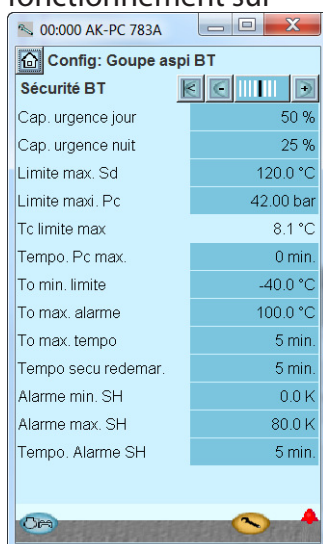 fonctionnement sur
00:000 AK-PC 783A
Config: Goupe aspi BT
Sécurité BT
Cap. urgence jour 50 %
Cap. urgence nuit 25 %
Limite max. Sd 120.0 °C
Limite maxi. Pc 42.00 bar
Tc limite max 8.1 °C
Tempo. Pc max. 0 min.
To min. limite -40.0 °C
To max. alarme 100.0 °C
To max. tempo 5 min.
Tempo secu redemar. 5 min.
Alarme min. SH 0.0 K
Alarme max. SH 80.0 K
Tempo. Alarme SH 5 min.